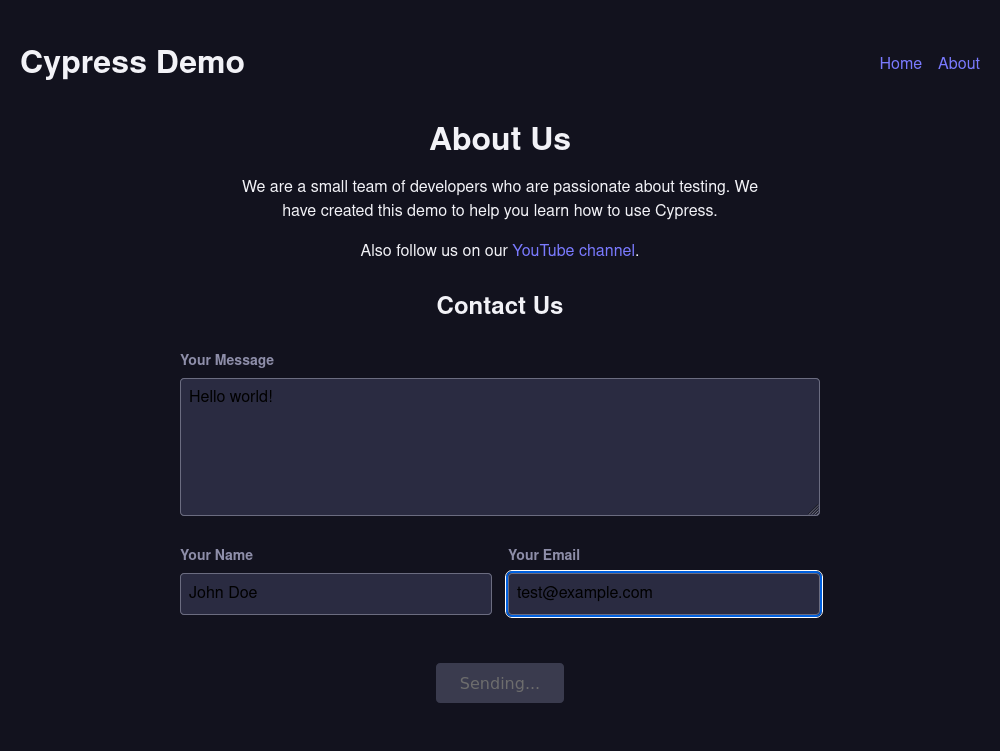 Cypress Demo
Home About
About Us
We are a small team of developers who are passionate about testing. We
have created this demo to help you learn how to use Cypress.
Also follow us on our YouTube channel.
Contact Us
Your Message
Hello world!
Your Name
Your Email
John Doe
test@example.com
Sending...